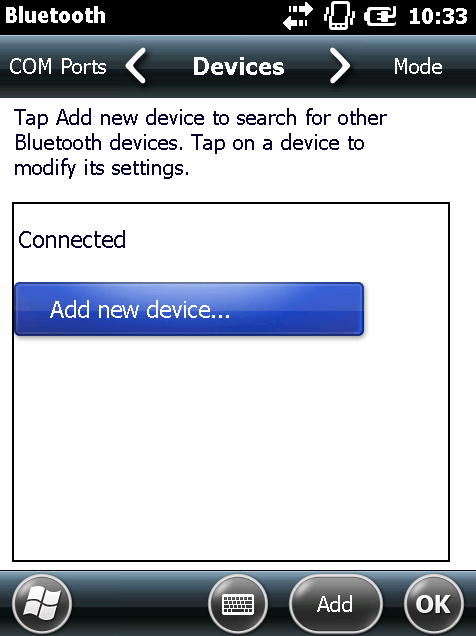 Bluetooth 10:33
COM Ports Devices Mode
Tap Add new device to search for other
Bluetooth devices. Tap on a device to
modify its settings.
Connected
Add new device...
Add OK